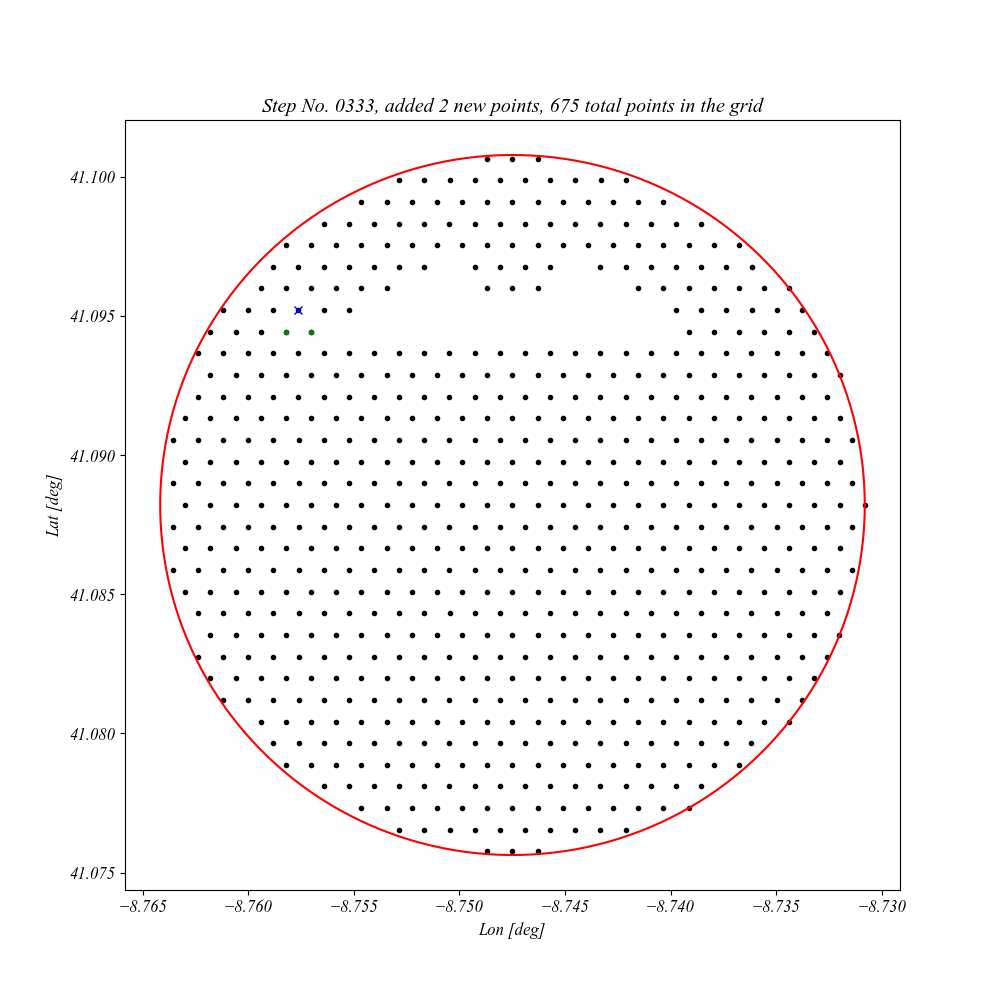 Step No. 0333, added 2 new points, 675 total points in the grid
41.100
41.095
41.090
41.085
41.080
41.075
Lat [deg]
−8.765 −8.760 −8.755 −8.750 −8.745 −8.740 −8.735 −8.730
Lon [deg]